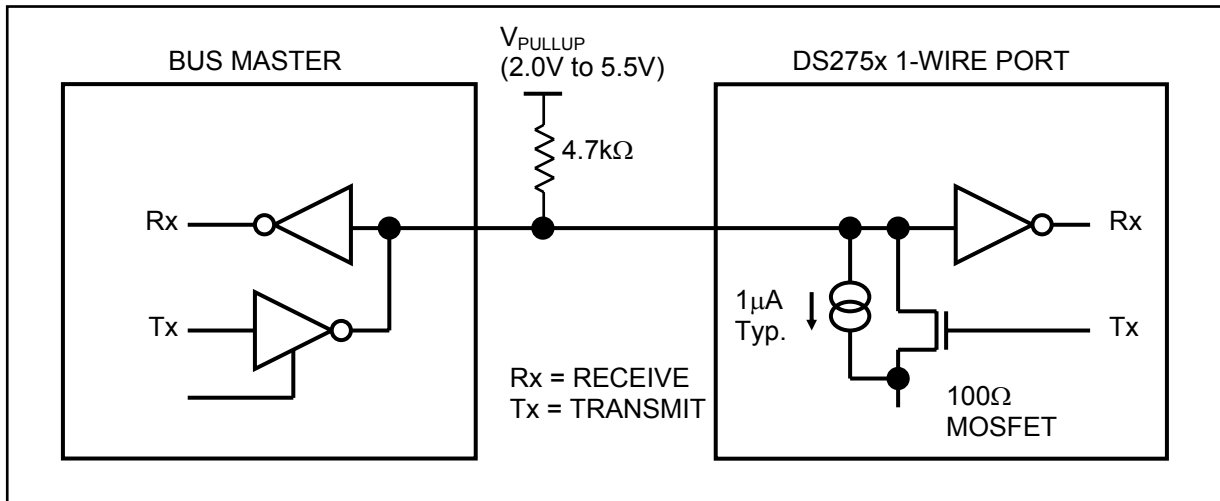 BUS MASTER
V_PULLUP
(2.0V to 5.5V)
DS275x 1-WIRE PORT
4.7kΩ
Rx
Rx
Tx
1μA
Typ.
Tx
Rx = RECEIVE
Tx = TRANSMIT
100Ω
MOSFET